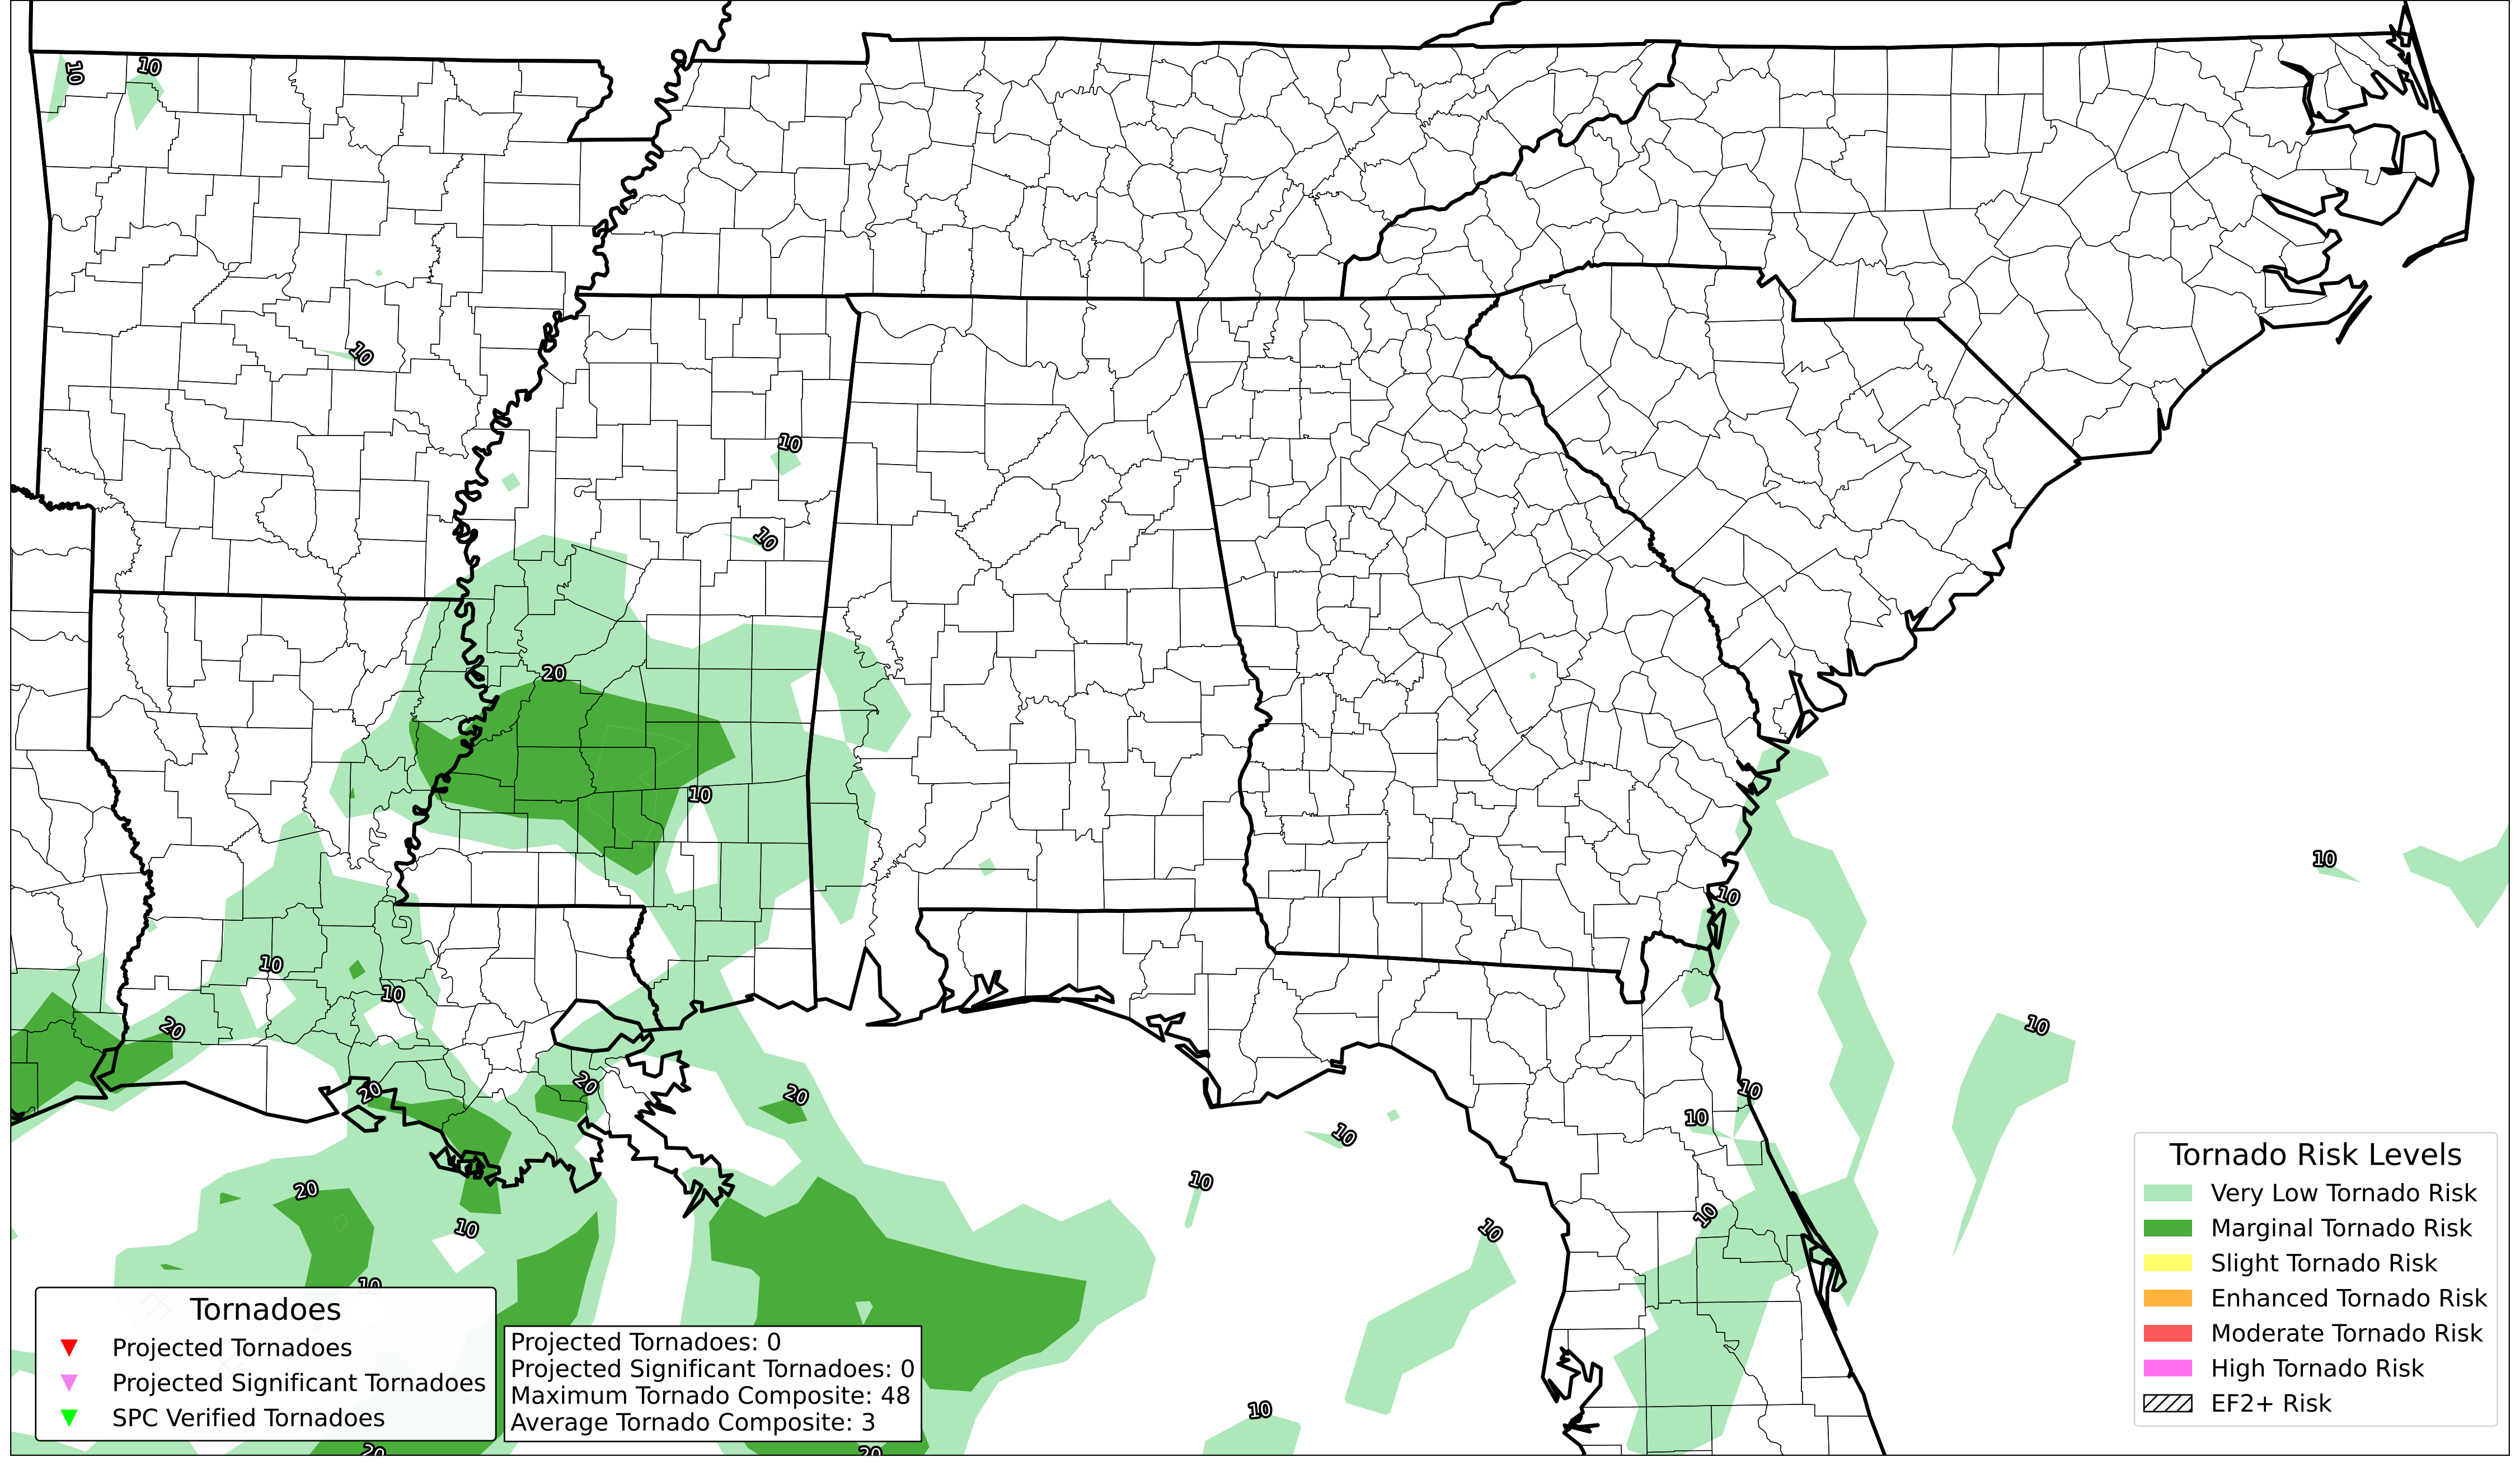 10
10
10
10
10
20
10
10
10
10
10
20
10
20
20
20
10
10
10
10
20
10
10
10
10
10
20
20
Tornadoes
Projected Tornadoes
Projected Significant Tornadoes
SPC Verified Tornadoes
Projected Tornadoes: 0
Projected Significant Tornadoes: 0
Maximum Tornado Composite: 48
Average Tornado Composite: 3
Tornado Risk Levels
Very Low Tornado Risk
Marginal Tornado Risk
Slight Tornado Risk
Enhanced Tornado Risk
Moderate Tornado Risk
High Tornado Risk
EF2+ Risk